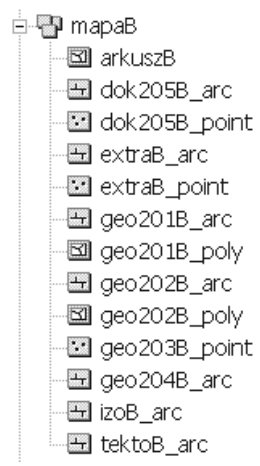 mapaB
arkuszB
dok205B_arc
dok205B_point
extraB_arc
extraB_point
geo201B_arc
geo201B_poly
geo202B_arc
geo202B_poly
geo203B_point
geo204B_arc
izoB_arc
tektoB_arc